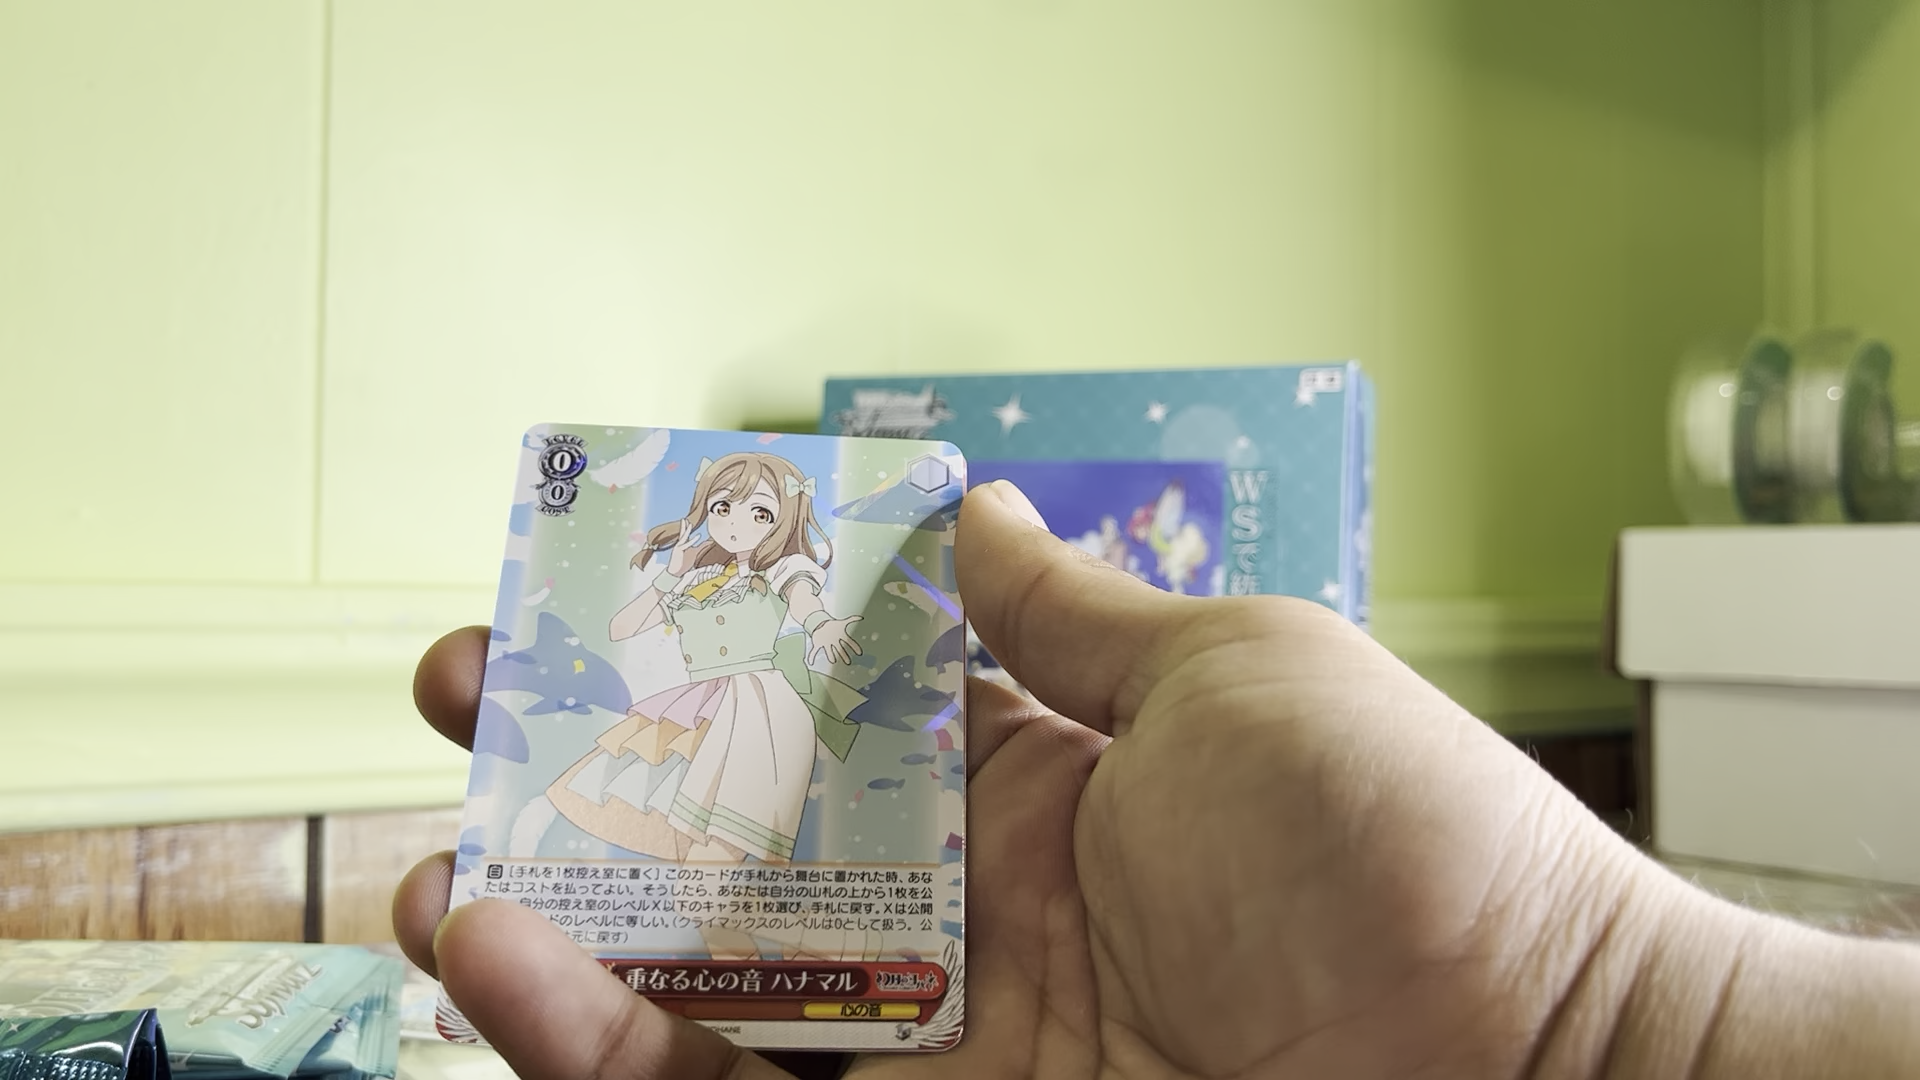 LEVEL
0
0
COST
[手札を1枚控え室に置く] このカードが手札から舞台に置かれた時、あな
たはコストを払ってよい。そうしたら、あなたは自分の山札の上から1枚を公
自分の控え室のレベルX以下のキャラを1枚選び、手札に戻す。Xは公開
ドのレベルに等しい。(クライマックスのレベルは0として扱う。公
元に戻す)
重なる心の音 ハナマル
心の音
OHANE
WSで